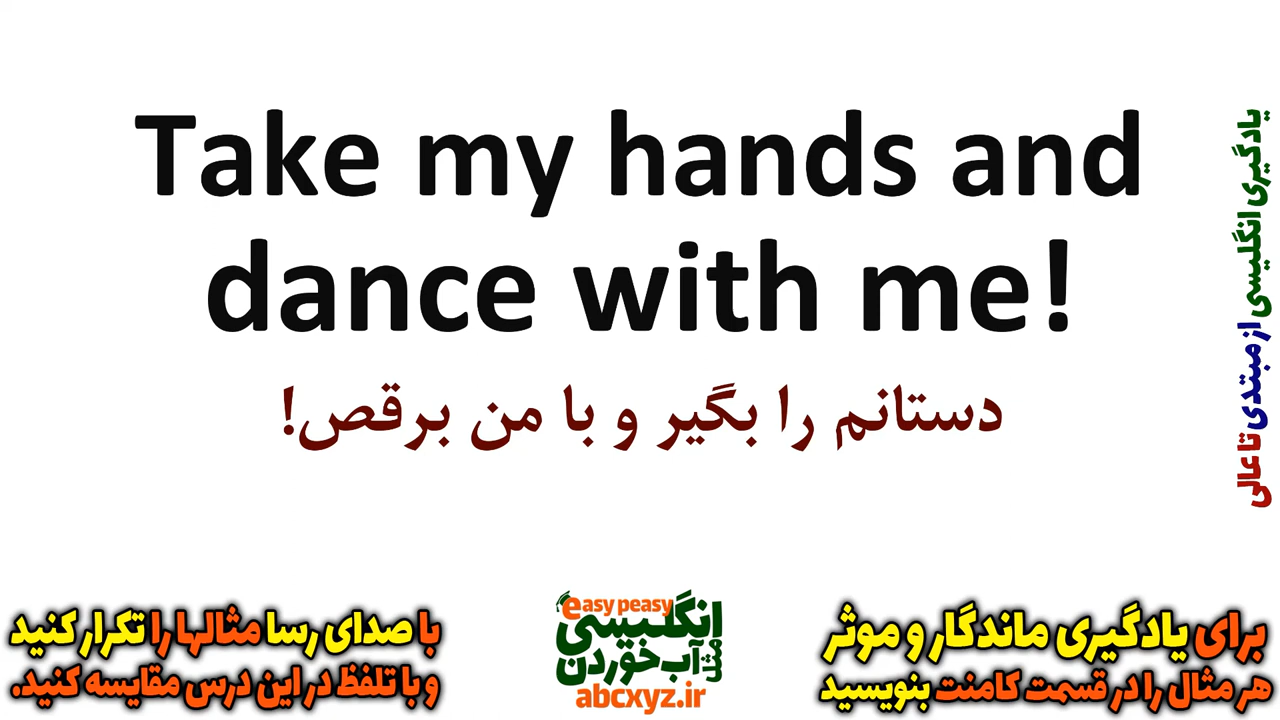 Take my hands and
dance with me!
دستانم را بگیر و با من برقص!
یادگیری انگلیسی از مبتدی تا عالی
برای یادگیری ماندگار و موثر
هر مثال را در قسمت کامنت بنویسید
easy peasy
انگلیسی
مثل آب خوردن
abcxyz.ir
با صدای رسا مثالها را تکرار کنید
و با تلفظ در این درس مقایسه کنید.